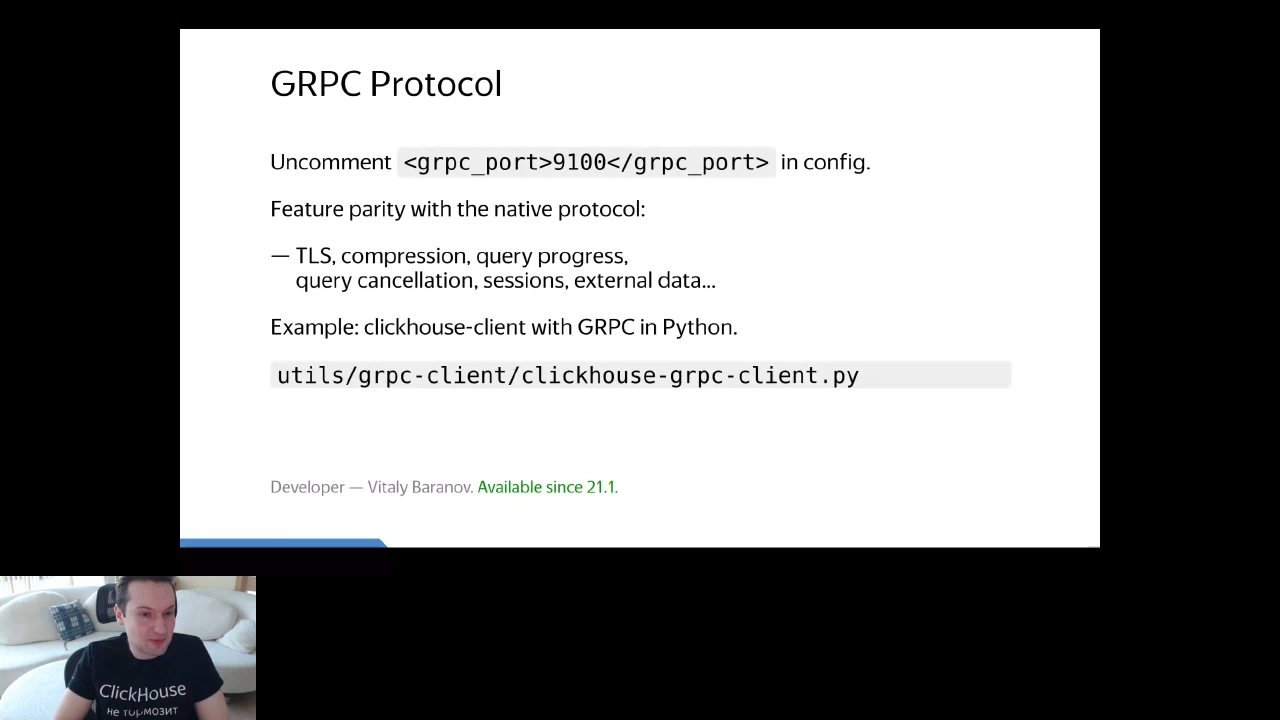 GRPC Protocol
Uncomment <grpc_port>9100</grpc_port> in config.
Feature parity with the native protocol:
— TLS, compression, query progress,
query cancellation, sessions, external data...
Example: clickhouse-client with GRPC in Python.
utils/grpc-client/clickhouse-grpc-client.py
Developer — Vitaly Baranov. Available since 21.1.
ClickHouse
не тормозит